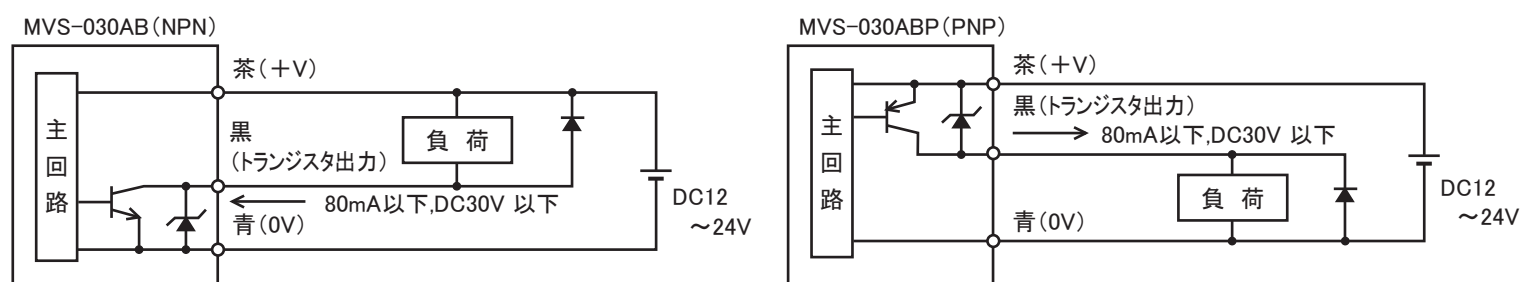 MVS-030AB(NPN)
茶(+V)
主回路
黒
(トランジスタ出力)
負 荷
80mA以下,DC30V 以下
青(0V)
DC12
~24V
MVS-030ABP(PNP)
茶(+V)
黒(トランジスタ出力)
80mA以下,DC30V 以下
主回路
負 荷
青(0V)
DC12
~24V